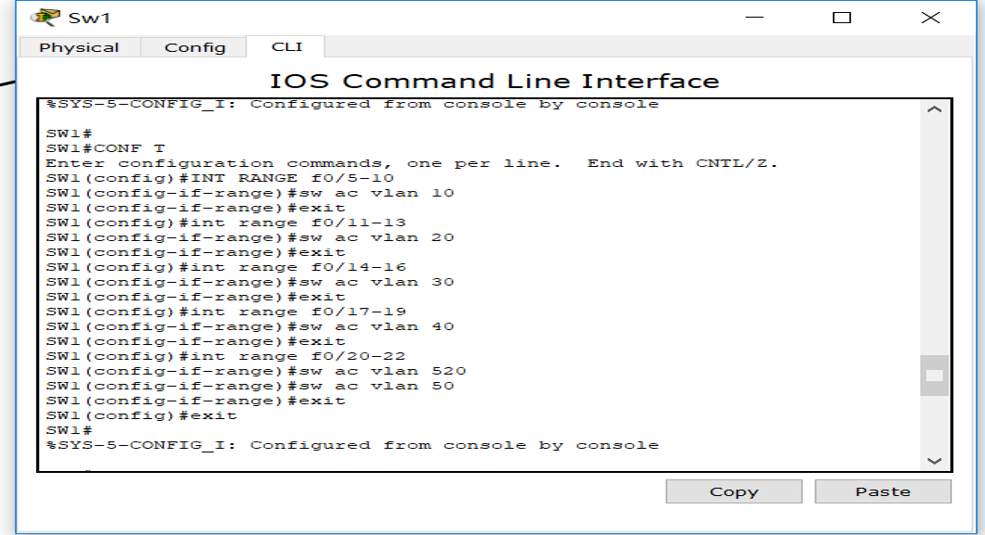 Sw1
Physical Config CLI
IOS Command Line Interface
%SYS-5-CONFIG_I: Configured from console by console
SW1#
SW1#CONF T
Enter configuration commands, one per line.  End with CNTL/Z.
SW1(config)#INT RANGE f0/5-10
SW1(config-if-range)#sw ac vlan 10
SW1(config-if-range)#exit
SW1(config)#int range f0/11-13
SW1(config-if-range)#sw ac vlan 20
SW1(config-if-range)#exit
SW1(config)#int range f0/14-16
SW1(config-if-range)#sw ac vlan 30
SW1(config-if-range)#exit
SW1(config)#int range f0/17-19
SW1(config-if-range)#sw ac vlan 40
SW1(config-if-range)#exit
SW1(config)#int range f0/20-22
SW1(config-if-range)#sw ac vlan 520
SW1(config-if-range)#sw ac vlan 50
SW1(config-if-range)#exit
SW1(config)#exit
SW1#
%SYS-5-CONFIG_I: Configured from console by console
Copy Paste